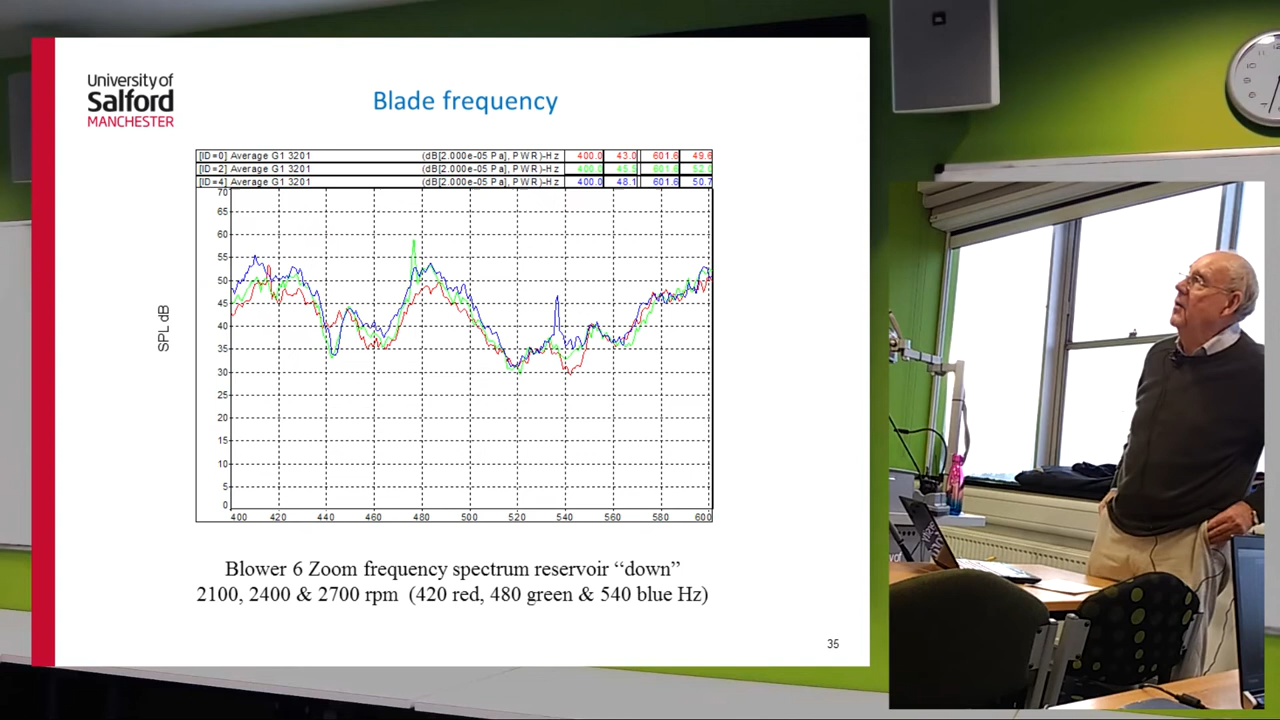 University of
Salford
MANCHESTER
Blade frequency
[ID=0] Average G1 3201 (dB[2.000e-05 Pa], PWR)-Hz 400.0 43.0 601.6 49.6
[ID=2] Average G1 3201 (dB[2.000e-05 Pa], PWR)-Hz 400.0 601.6
[ID=4] Average G1 3201 (dB[2.000e-05 Pa], PWR)-Hz 400.0 48.1 601.6 50.7
70
65
60
55
50
45
40
35
30
25
20
15
10
5
0
SPL dB
400 420 440 460 480 500 520 540 560 580 600
Blower 6 Zoom frequency spectrum reservoir “down”
2100, 2400 & 2700 rpm (420 red, 480 green & 540 blue Hz)
35